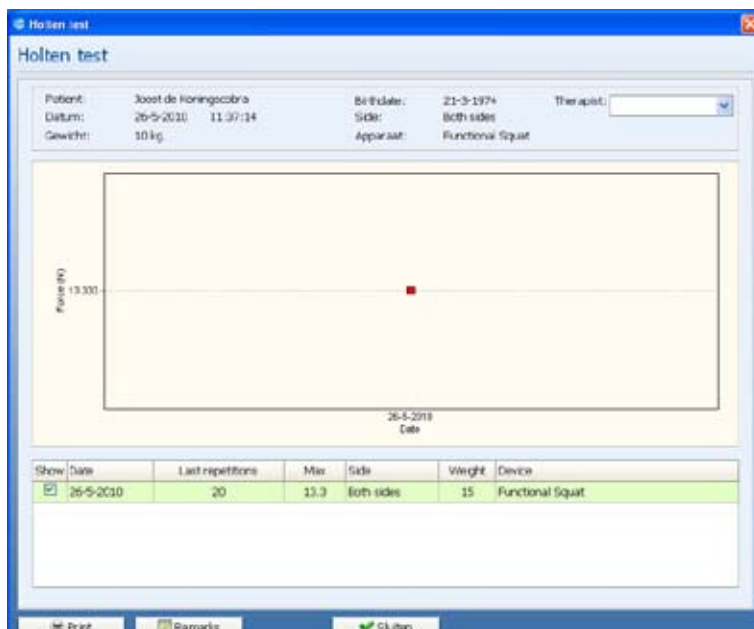 Holten test
Holten test
Patient: Joost de Koningscobra Birthdate: 21-3-1974 Therapist:
Datum: 26-5-2010 11:37:14 Side: Both sides
Gewicht: 10 kg. Apparaat: Functional Squat
Force (N)
13.300
26-5-2010
Date
Show Date Last repetitions Max Side Weight Device
26-5-2010 20 13.3 Both sides 15 Functional Squat
Print Remarks Sluiten